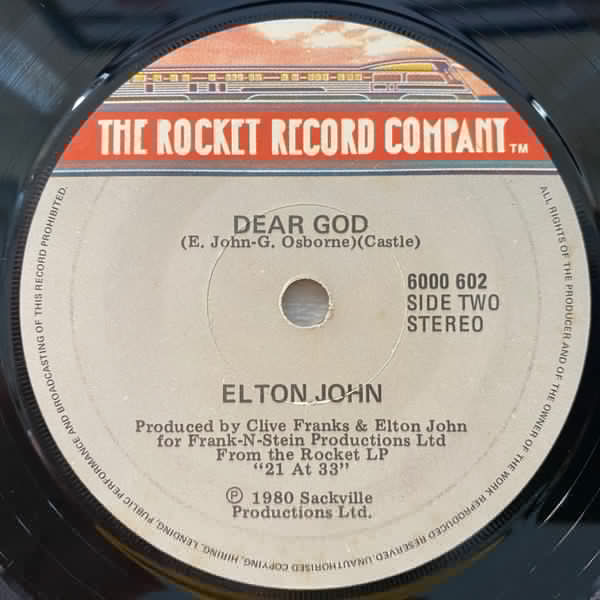 THE ROCKET RECORD COMPANY TM
DEAR GOD
(E. John-G. Osborne)(Castle)
6000 602
SIDE TWO
STEREO
ELTON JOHN
Produced by Clive Franks & Elton John
for Frank-N-Stein Productions Ltd
From the Rocket LP
"21 At 33"
Ⓟ 1980 Sackville
Productions Ltd.
ALL RIGHTS OF THE PRODUCER AND OF THE OWNER OF THE WORK REPRODUCED RESERVED. UNAUTHORISED COPYING, HIRING, LENDING, PUBLIC PERFORMANCE AND BROADCASTING OF THIS RECORD PROHIBITED.